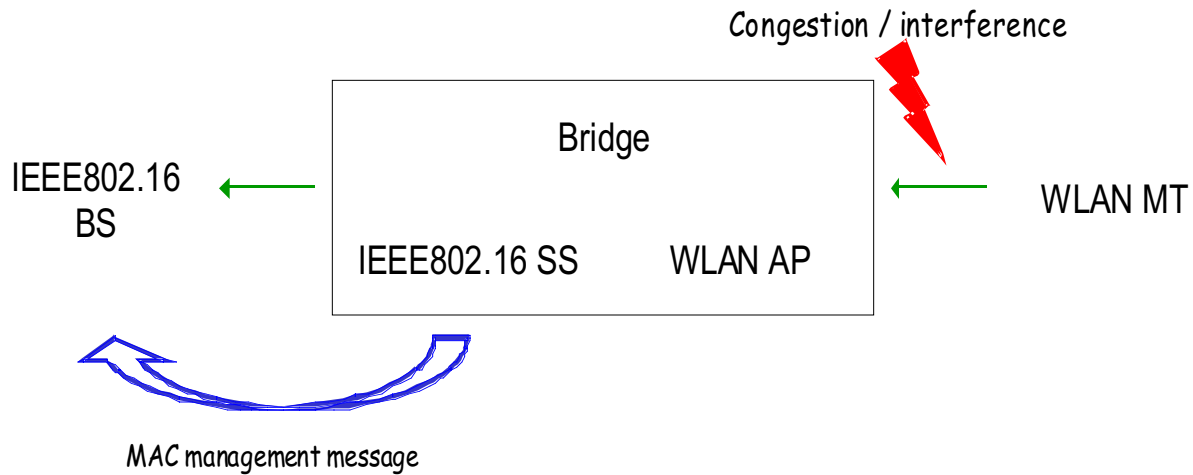 Congestion / interference
Bridge
IEEE802.16
BS
WLAN MT
IEEE802.16 SS
WLAN AP
MAC management message